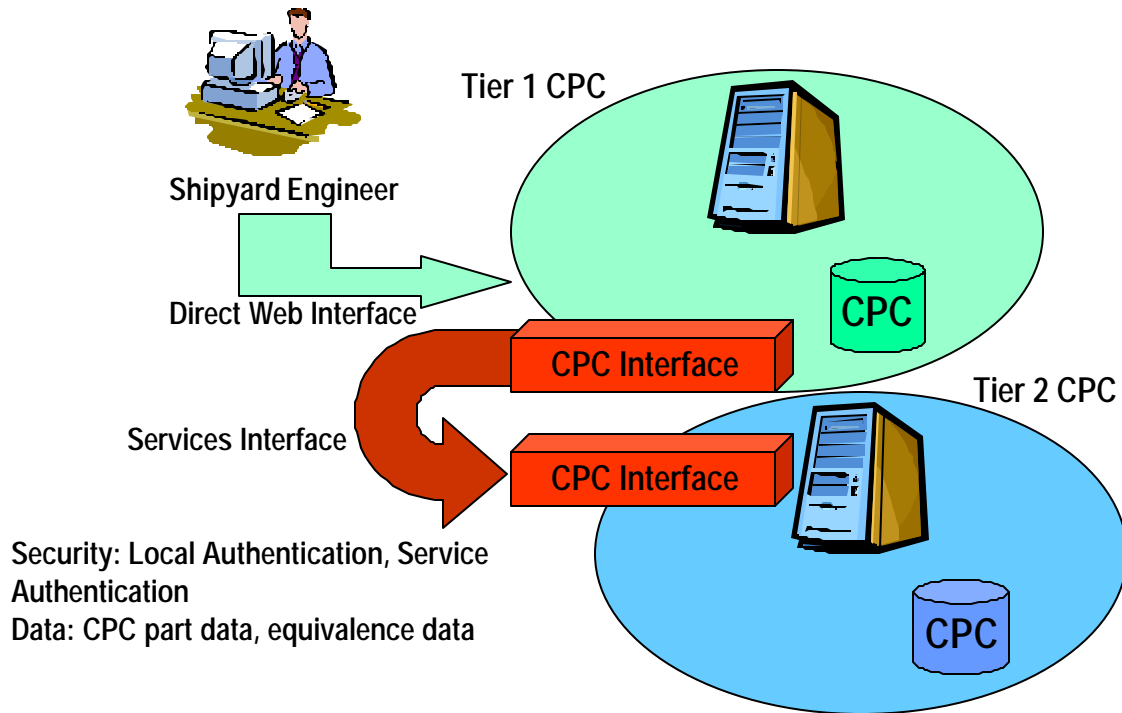 Tier 1 CPC
Shipyard Engineer
Direct Web Interface
CPC
CPC Interface
Tier 2 CPC
Services Interface
CPC Interface
Security: Local Authentication, Service
Authentication
Data: CPC part data, equivalence data
CPC